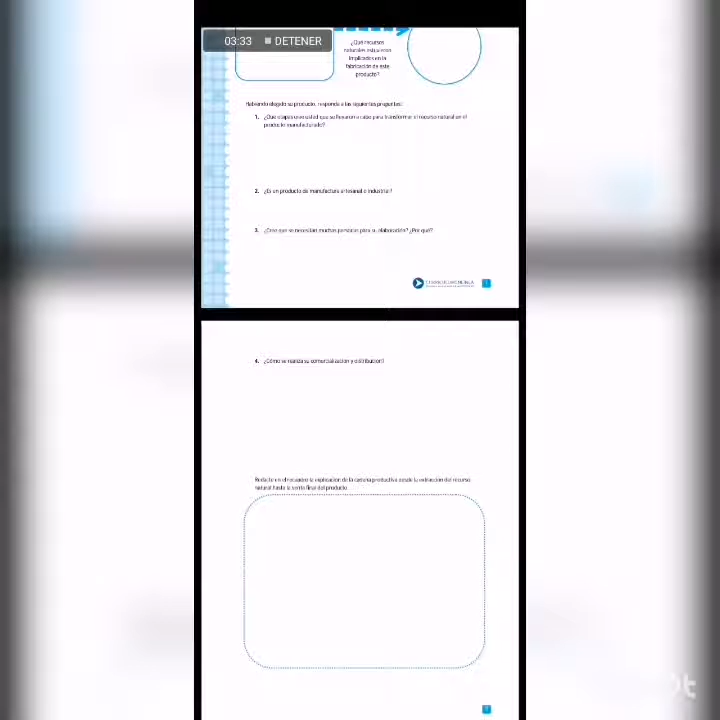 03:33 DETENER
¿Qué recursos
naturales estuvieron
implicados en la
fabricación de este
producto?
Habiendo elegido su producto, responda a las siguientes preguntas:
1. ¿Qué etapas cree usted que se llevaron a cabo para transformar el recurso natural en el
producto manufacturado?
2. ¿Es un producto de manufactura artesanal o industrial?
3. ¿Cree que se necesitan muchas personas para su elaboración? ¿Por qué?
4. ¿Cómo se realiza su comercialización y distribución?
Redacte en el recuadro la explicación de la cadena productiva desde la extracción del recurso
natural hasta la venta final del producto.